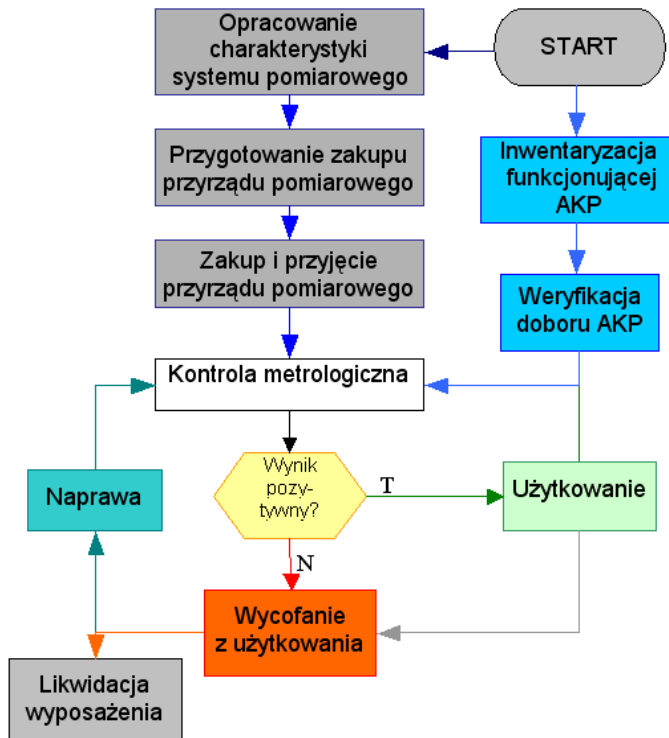 Opracowanie
charakterystyki
systemu pomiarowego
START
Przygotowanie zakupu
przyrządu pomiarowego
Inwentaryzacja
funkcjonującej
AKP
Zakup i przyjęcie
przyrządu pomiarowego
Weryfikacja
doboru AKP
Kontrola metrologiczna
Wynik
pozy-
tywny?
T
Użytkowanie
Naprawa
N
Wycofanie
z użytkowania
Likwidacja
wyposażenia